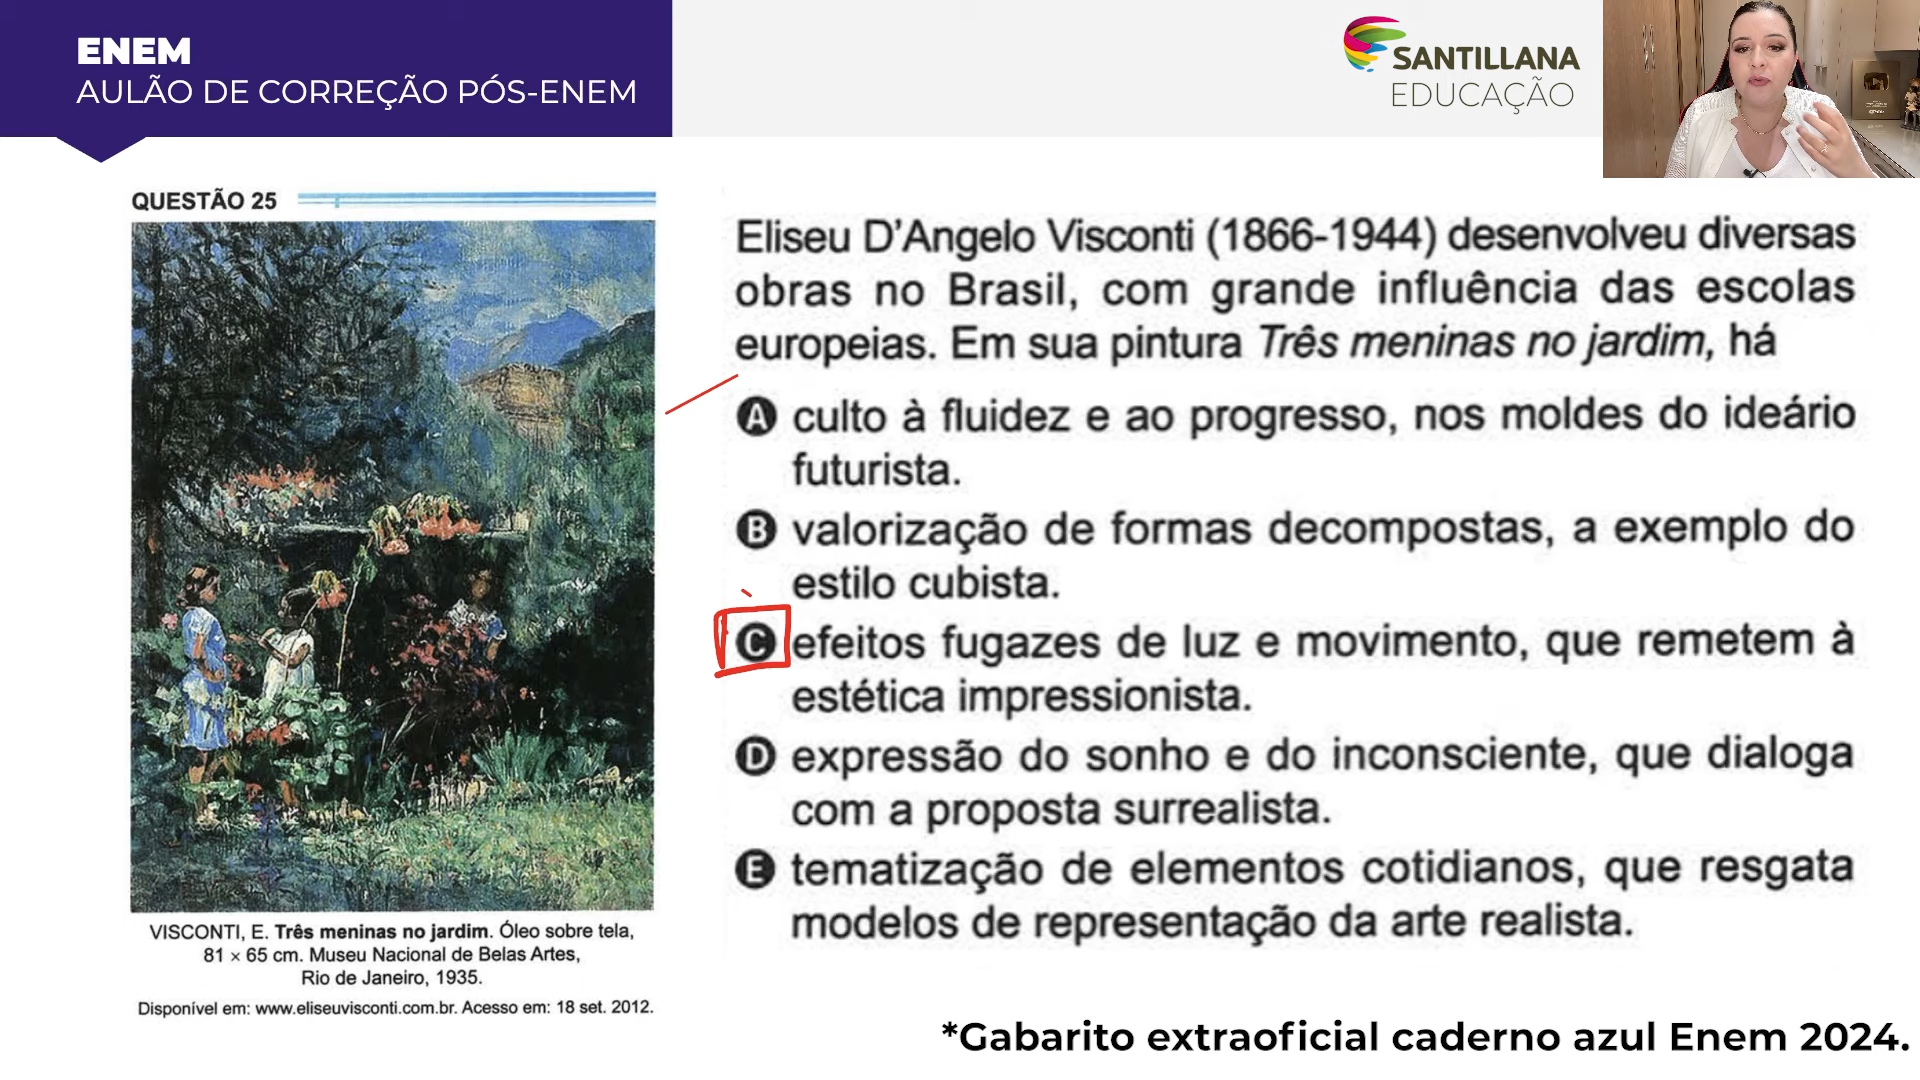 ENEM
AULÃO DE CORREÇÃO PÓS-ENEM
SANTILLANA
EDUCAÇÃO
QUESTÃO 25
VISCONTI, E. Três meninas no jardim. Óleo sobre tela,
81 × 65 cm. Museu Nacional de Belas Artes,
Rio de Janeiro, 1935.
Disponível em: www.eliseuvisconti.com.br. Acesso em: 18 set. 2012.
Eliseu D'Angelo Visconti (1866-1944) desenvolveu diversas
obras no Brasil, com grande influência das escolas
europeias. Em sua pintura Três meninas no jardim, há
A culto à fluidez e ao progresso, nos moldes do ideário
futurista.
B valorização de formas decompostas, a exemplo do
estilo cubista.
C efeitos fugazes de luz e movimento, que remetem à
estética impressionista.
D expressão do sonho e do inconsciente, que dialoga
com a proposta surrealista.
E tematização de elementos cotidianos, que resgata
modelos de representação da arte realista.
*Gabarito extraoficial caderno azul Enem 2024.